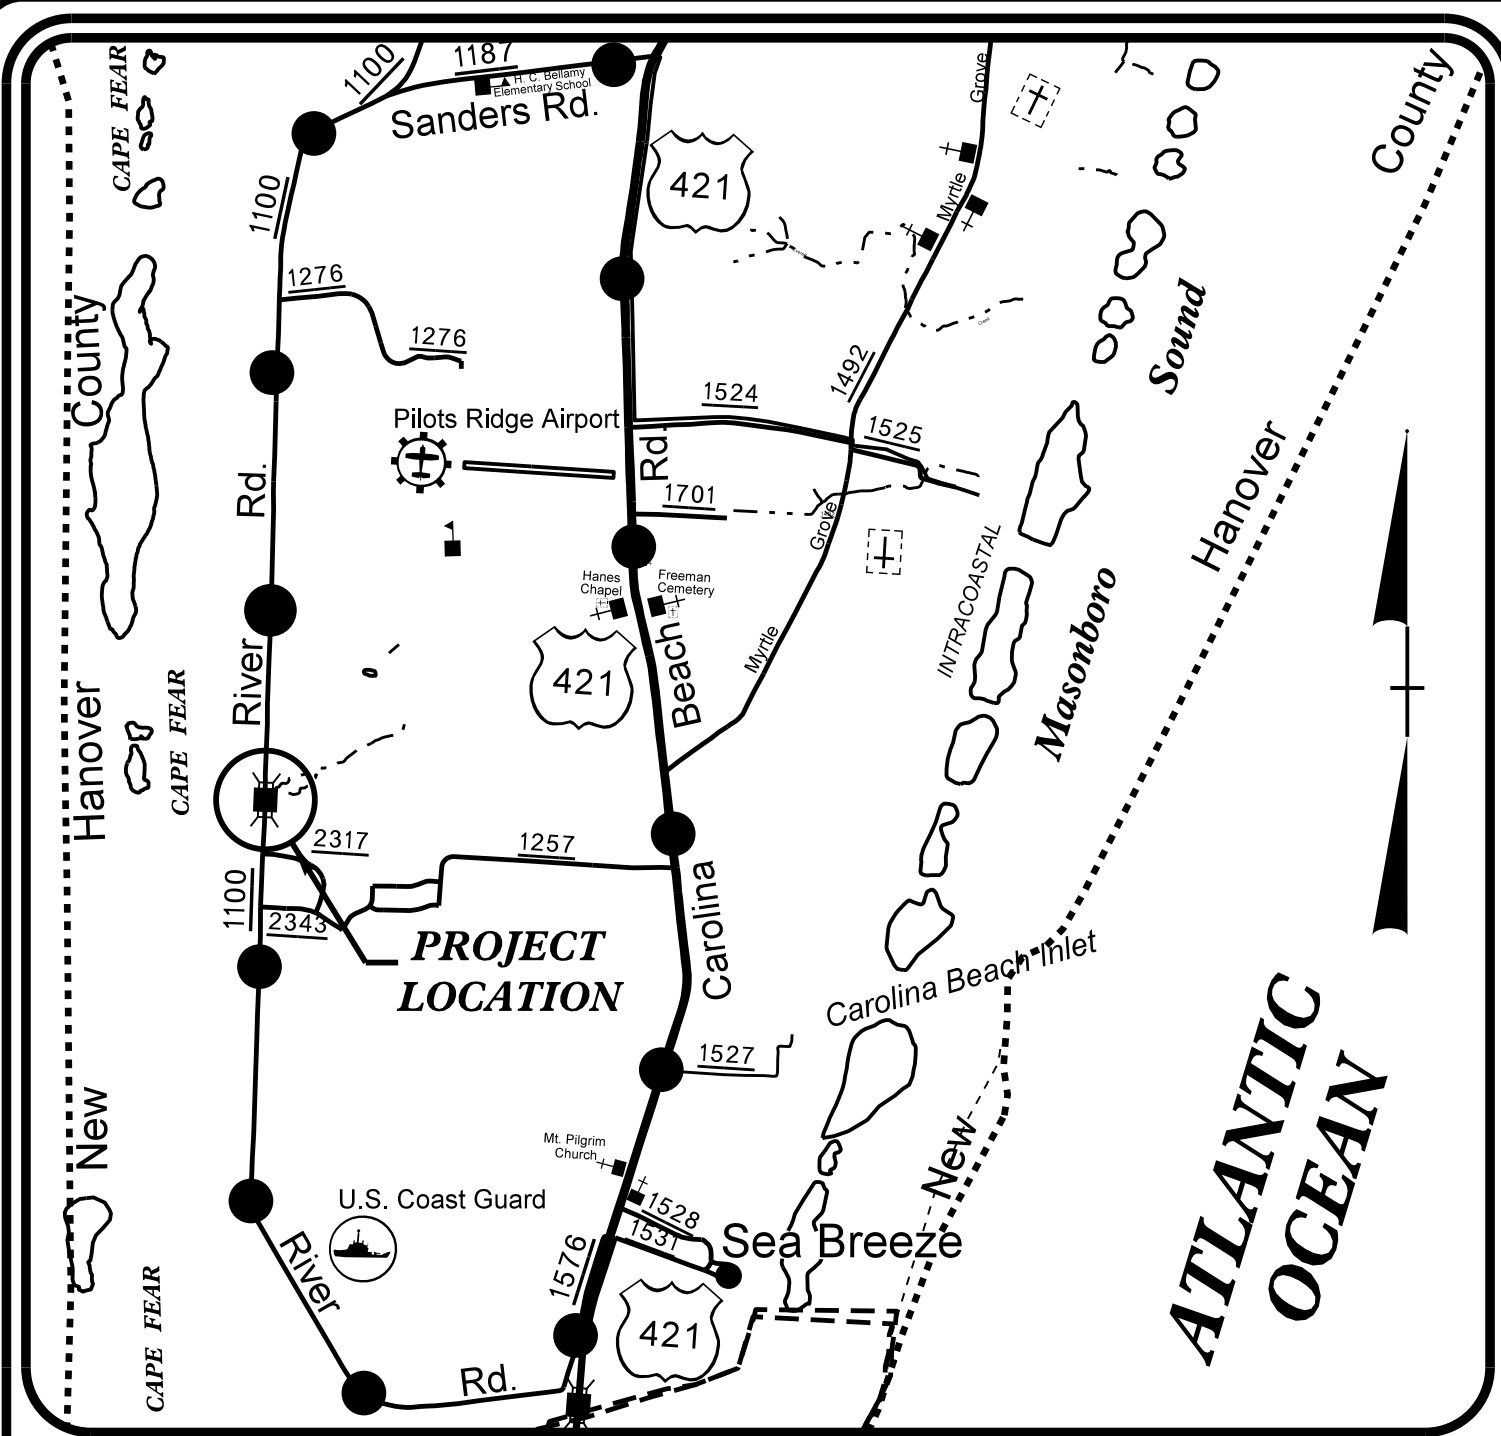 CAPE FEAR
1100
1187
H. C. Bellamy
Elementary School
Sanders Rd.
Grove
County
421
1100
Myrtle
1276
County
1276
Sound
1492
1524
1525
Pilots Ridge Airport
Rd.
Rd.
1701
Grove
Hanover
INTRACOASTAL
Hanes
Chapel
Freeman
Cemetery
Masonboro
421
Beach
Myrtle
River
CAPE FEAR
Hanover
2317
1257
1100
2343
PROJECT
LOCATION
Carolina
Carolina Beach Inlet
ATLANTIC
OCEAN
1527
New
Mt. Pilgrim
Church
New
U.S. Coast Guard
1528
1531
Sea Breeze
1576
River
421
CAPE FEAR
Rd.